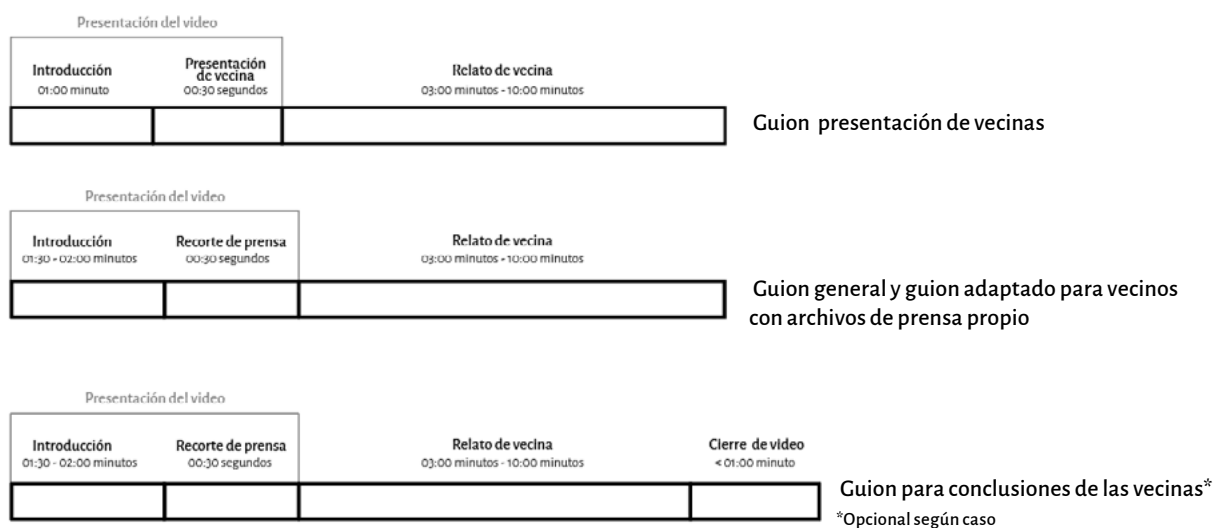 Presentación del video
Introducción
01:00 minuto
Presentación
de vecina
00:30 segundos
Relato de vecina
03:00 minutos - 10:00 minutos
Guion presentación de vecinas
Presentación del video
Introducción
01:30 - 02:00 minutos
Recorte de prensa
00:30 segundos
Relato de vecina
03:00 minutos - 10:00 minutos
Guion general y guion adaptado para vecinos
con archivos de prensa propio
Presentación del video
Introducción
01:30 - 02:00 minutos
Recorte de prensa
00:30 segundos
Relato de vecina
03:00 minutos - 10:00 minutos
Cierre de video
< 01:00 minuto
Guion para conclusiones de las vecinas*
*Opcional según caso